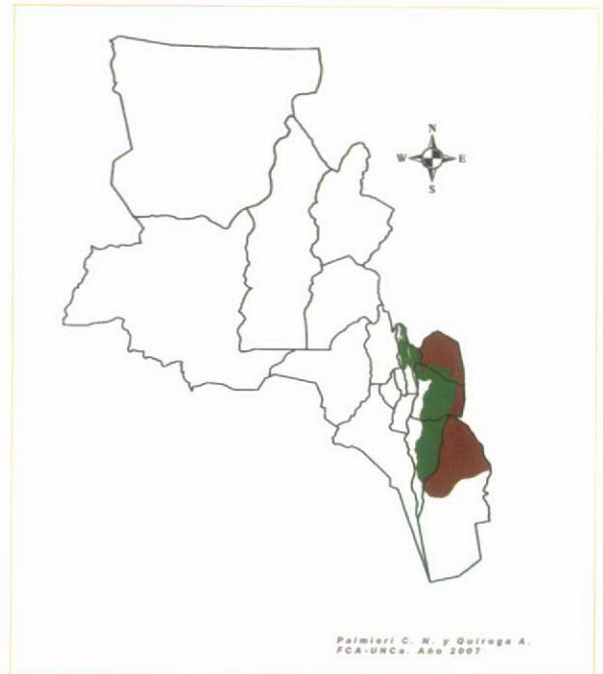 N
W E
S
Palmieri C. N. y Quiroga A.
FCA-UNCa. Año 2007